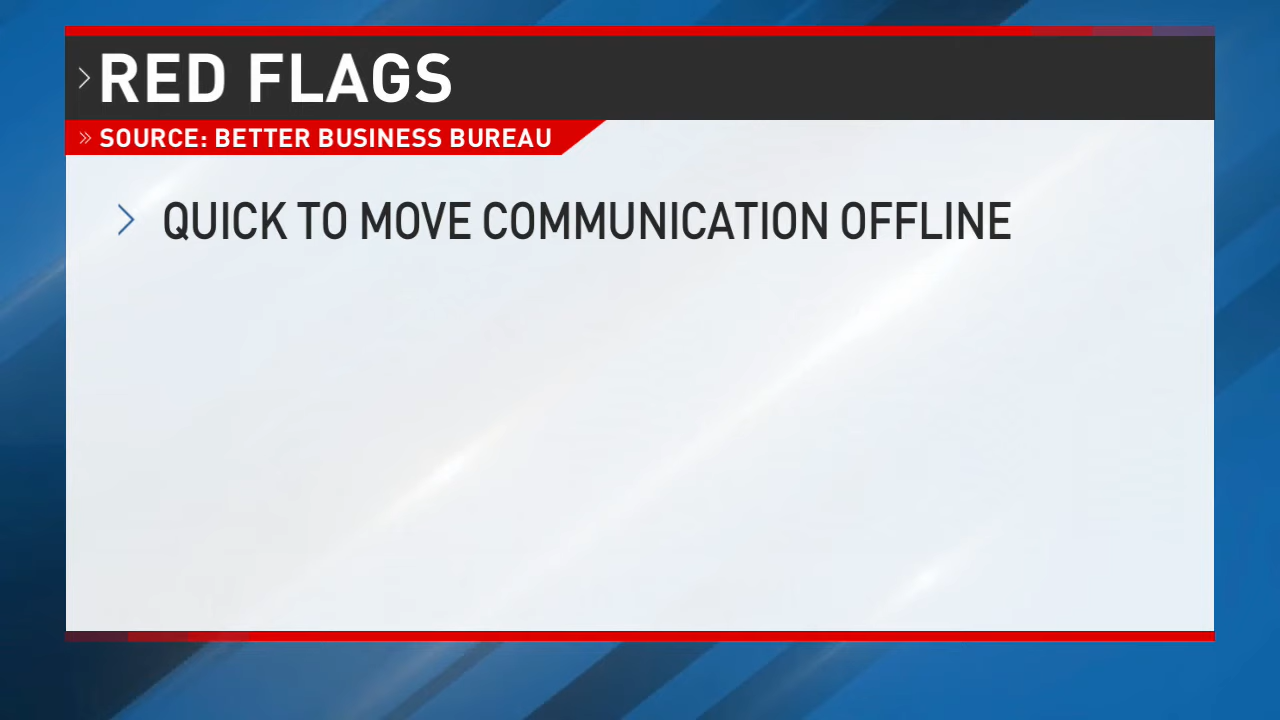 RED FLAGS
SOURCE: BETTER BUSINESS BUREAU
QUICK TO MOVE COMMUNICATION OFFLINE